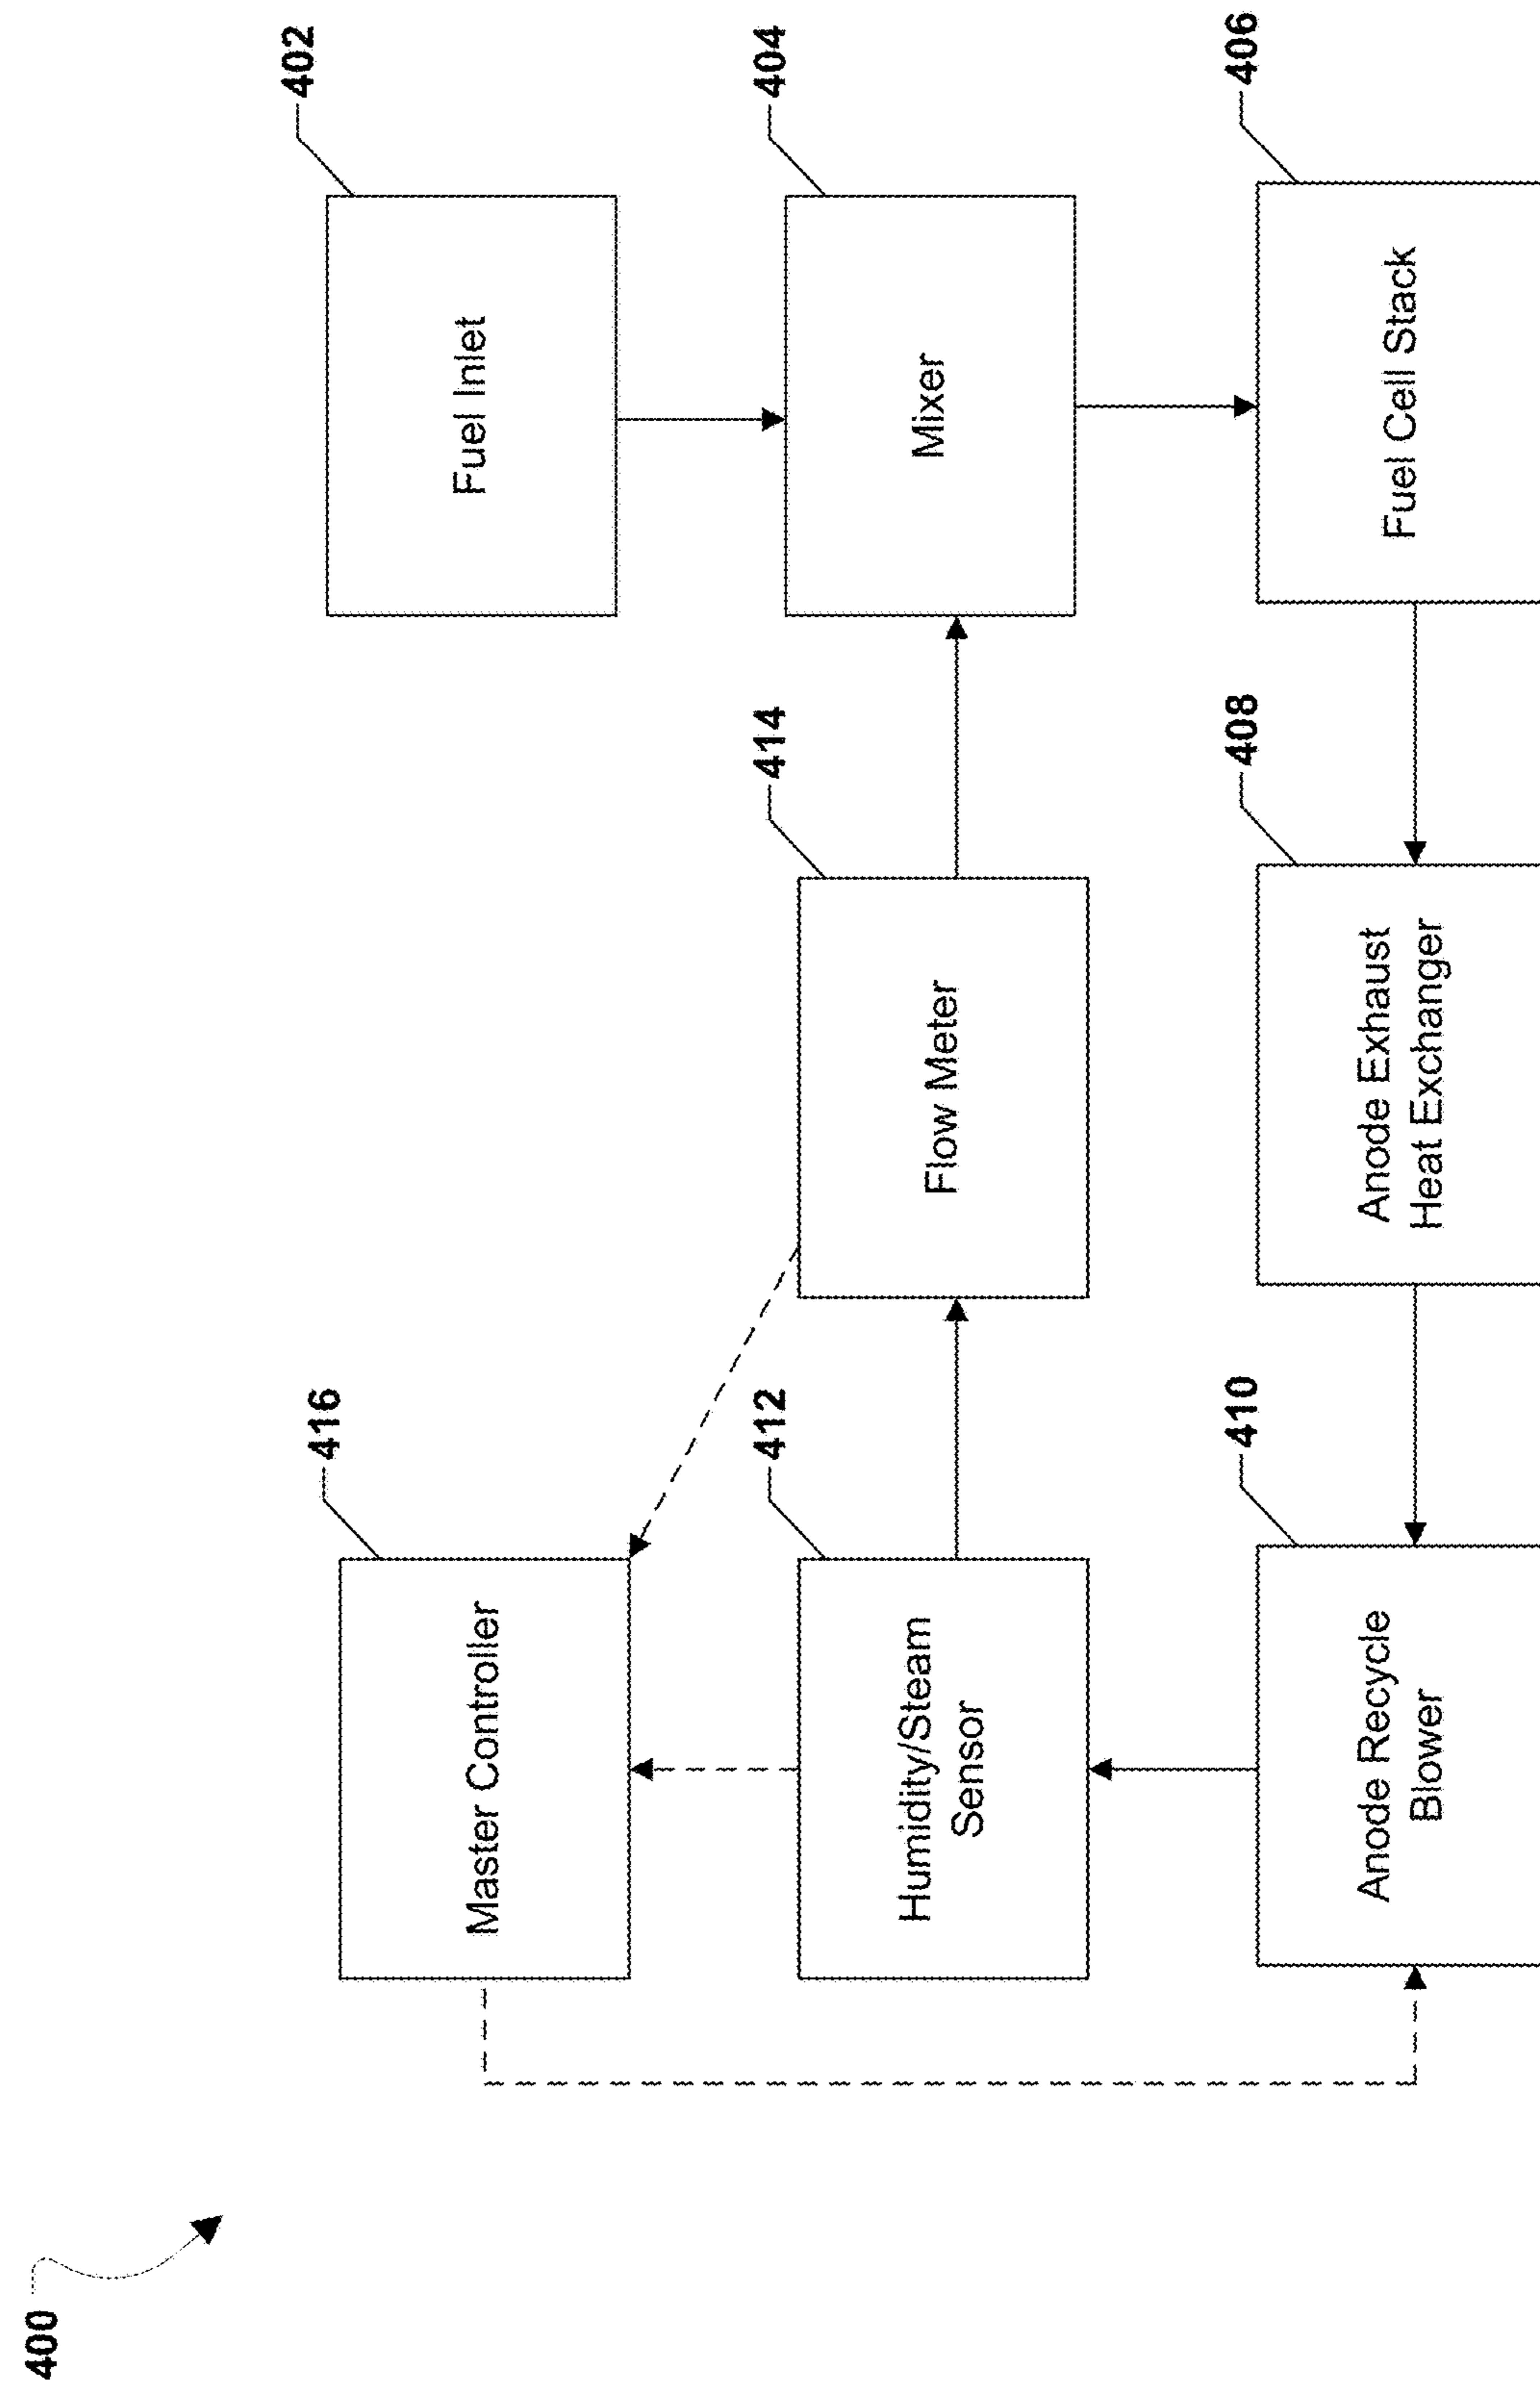 400
416
Master Controller
402
Fuel Inlet
412
Humidity/Steam
Sensor
414
Flow Meter
404
Mixer
410
Anode Recycle
Blower
408
Anode Exhaust
Heat Exchanger
406
Fuel Cell Stack